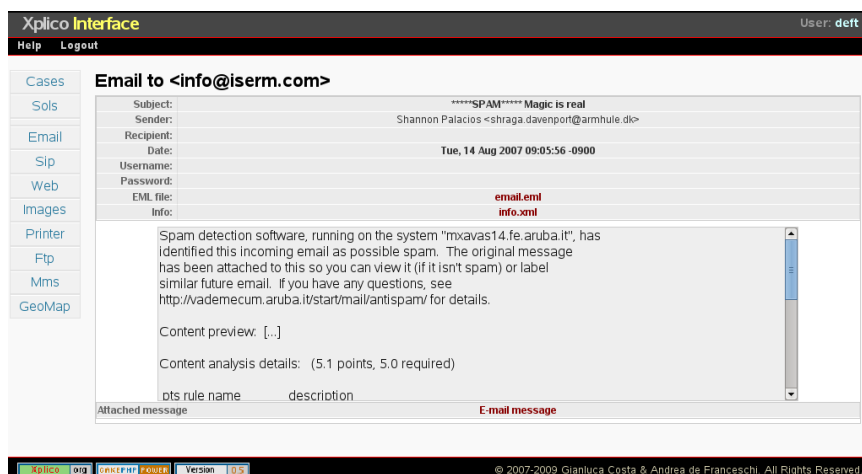 Xplico Interface
User: deft
Help Logout
Cases
Sols
Email
Sip
Web
Images
Printer
Ftp
Mms
GeoMap
Email to <info@iserm.com>
Subject: *****SPAM***** Magic is real
Sender: Shannon Palacios <shraga.davenport@armhule.dk>
Recipient:
Date: Tue, 14 Aug 2007 09:05:56 -0900
Username:
Password:
EML file: email.eml
Info: info.xml
Spam detection software, running on the system "mxavas14.fe.aruba.it", has
identified this incoming email as possible spam. The original message
has been attached to this so you can view it (if it isn't spam) or label
similar future email. If you have any questions, see
http://vademecum.aruba.it/start/mail/antispam/ for details.
Content preview: [...]
Content analysis details: (5.1 points, 5.0 required)
pts rule name description
Attached message E-mail message
Xplico org CAKEPHP POWER Version 0.5
© 2007-2009 Gianluca Costa & Andrea de Franceschi. All Rights Reserved